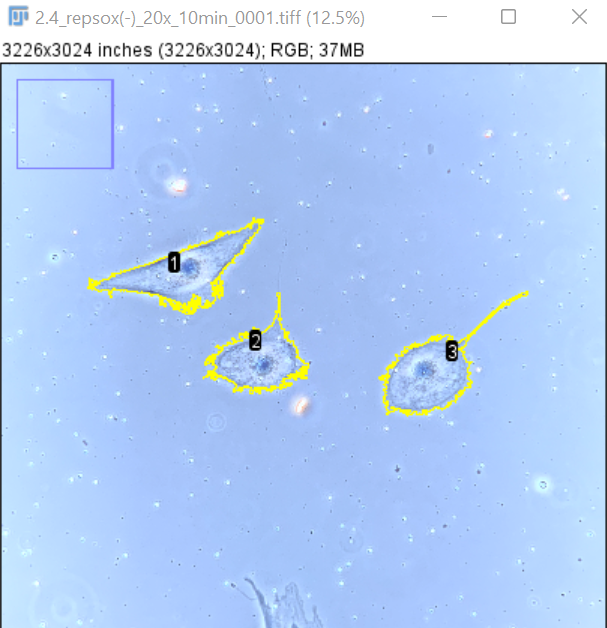 2.4_repsox(-)_20x_10min_0001.tiff (12.5%)
3226x3024 inches (3226x3024); RGB; 37MB
1
2
3